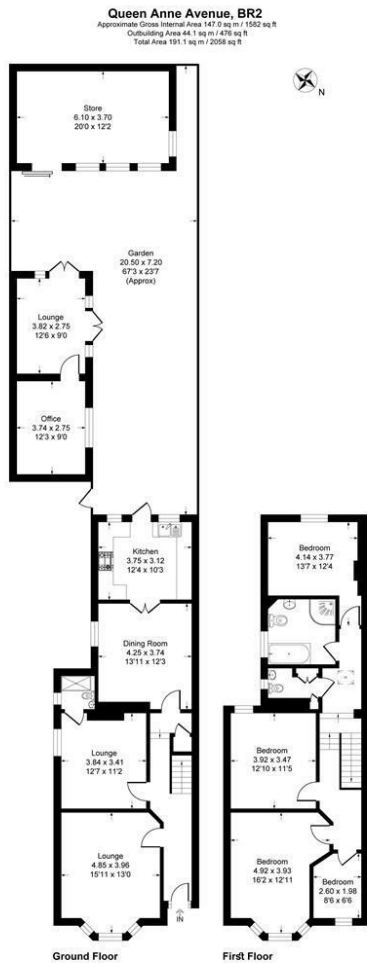 Queen Anne Avenue, BR2
Approximate Gross Internal Area 147.0 sq m / 1582 sq ft
Outbuilding Area 44.1 sq m / 476 sq ft
Total Area 191.1 sq m / 2058 sq ft
N
Store
6.10 x 3.70
20'0 x 12'2
Garden
20.50 x 7.20
67'3 x 23'7
(Approx)
Lounge
3.82 x 2.75
12'6 x 9'0
Office
3.74 x 2.75
12'3 x 9'0
Kitchen
3.75 x 3.12
12'4 x 10'3
Dining Room
4.25 x 3.74
13'11 x 12'3
Lounge
3.84 x 3.41
12'7 x 11'2
Lounge
4.85 x 3.96
15'11 x 13'0
IN
Ground Floor
Bedroom
4.14 x 3.77
13'7 x 12'4
Bedroom
3.92 x 3.47
12'10 x 11'5
Bedroom
4.92 x 3.93
16'2 x 12'11
Bedroom
2.60 x 1.98
8'6 x 6'6
First Floor